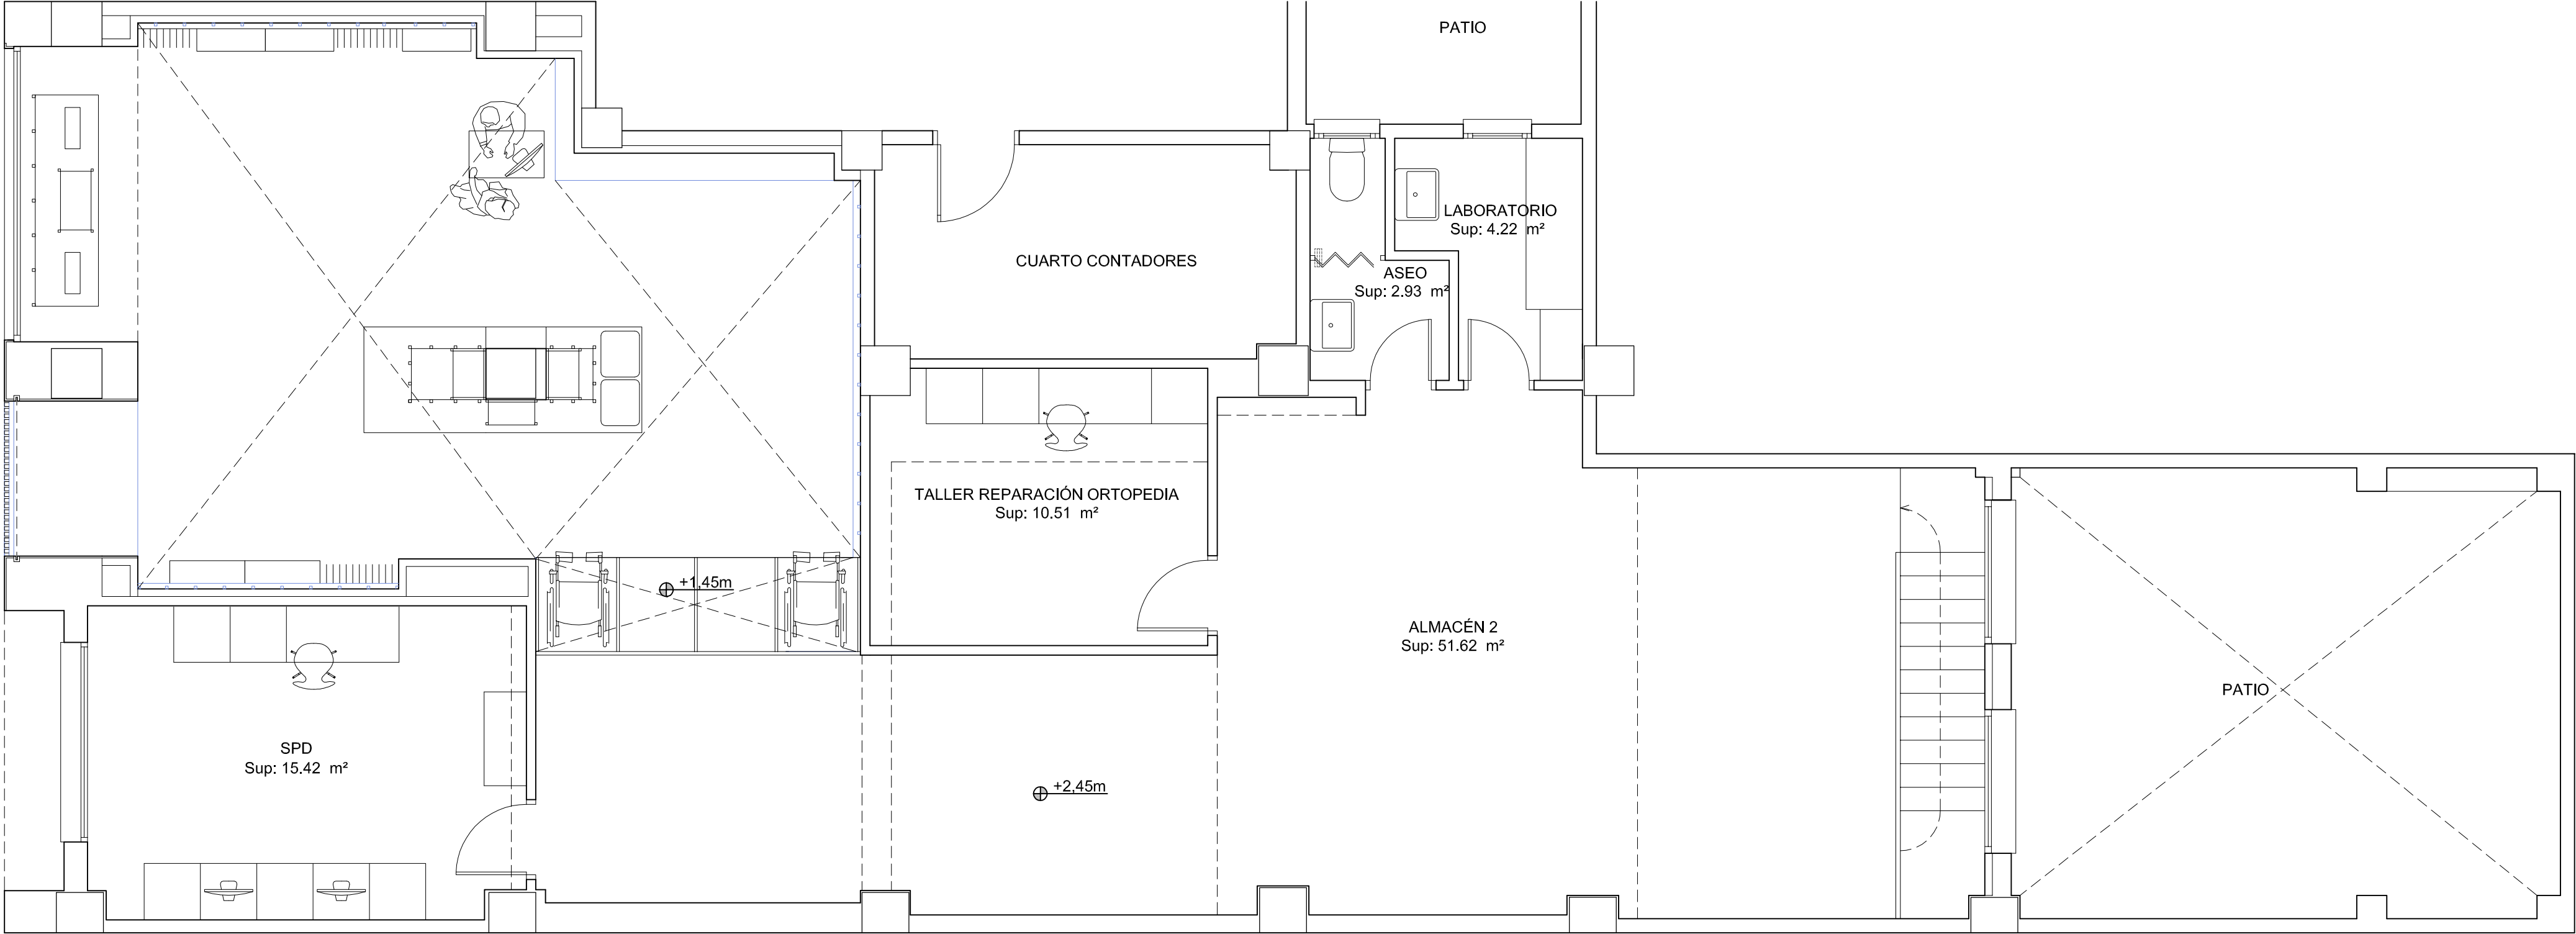 PATIO
LABORATORIO
Sup: 4.22 m²
CUARTO CONTADORES
ASEO
Sup: 2.93 m²
TALLER REPARACIÓN ORTOPEDIA
Sup: 10.51 m²
+1,45m
ALMACÉN 2
Sup: 51.62 m²
PATIO
SPD
Sup: 15.42 m²
+2,45m